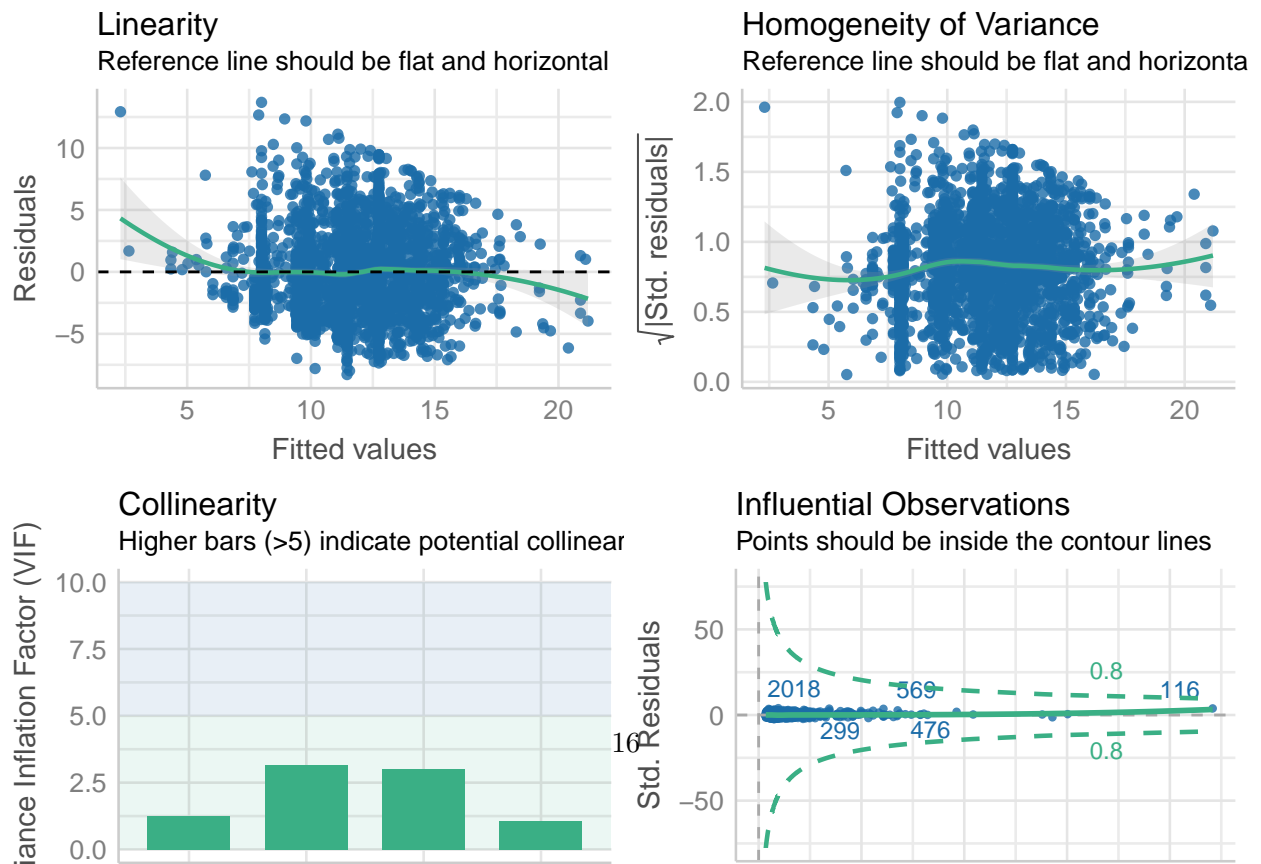 Linearity
Reference line should be flat and horizontal
Residuals
10
5
0
−5
5 10 15 20
Fitted values
Homogeneity of Variance
Reference line should be flat and horizonta
√|Std. residuals|
2.0
1.5
1.0
0.5
0.0
5 10 15 20
Fitted values
Collinearity
Higher bars (>5) indicate potential collinear
iance Inflation Factor (VIF)
10.0
7.5
5.0
2.5
0.0
16
Influential Observations
Points should be inside the contour lines
Std. Residuals
50
0
−50
0.8
2018 569 116
299 476
0.8